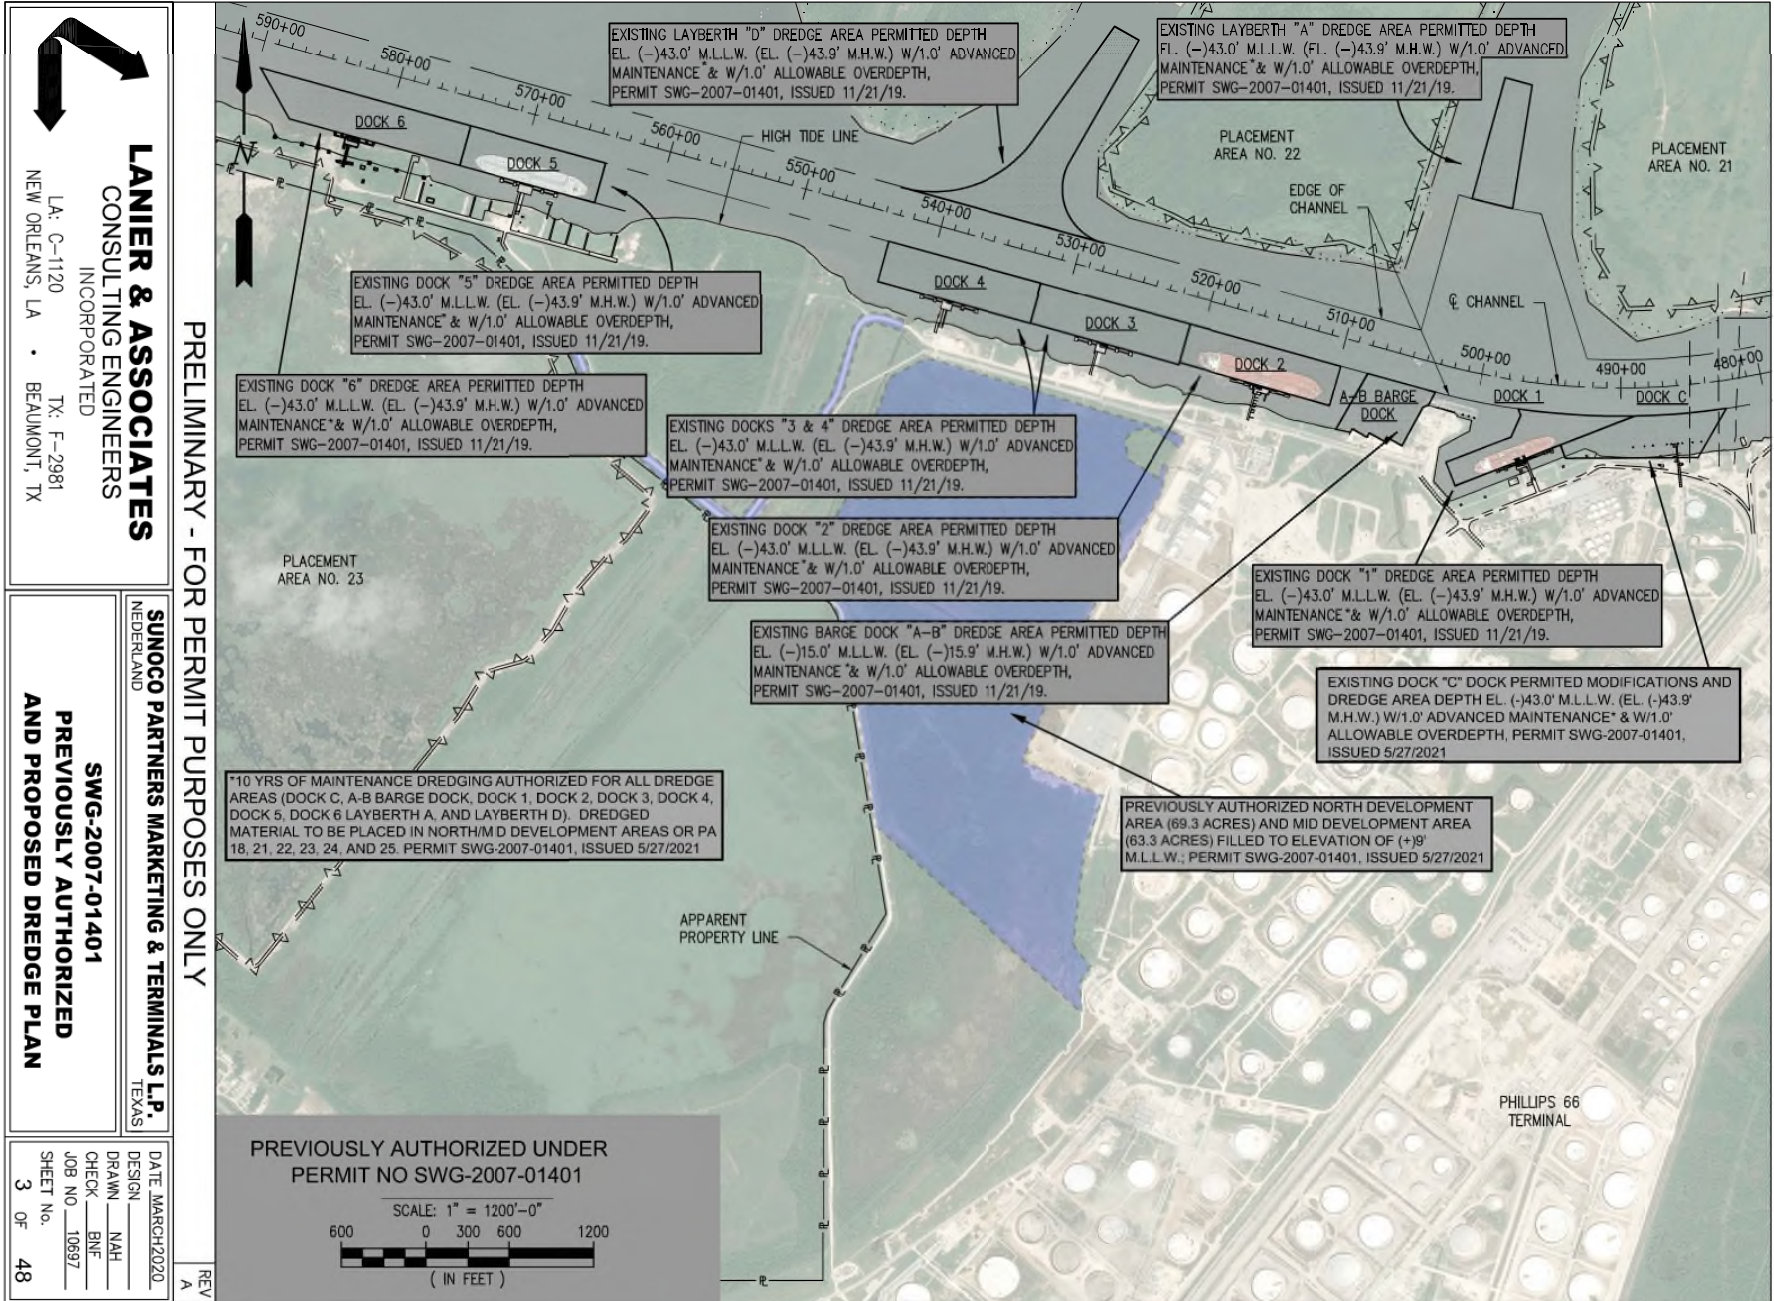 590+00
580+00
570+00
560+00
550+00
540+00
530+00
520+00
510+00
500+00
490+00
480+00
EXISTING LAYBERTH "D" DREDGE AREA PERMITTED DEPTH
EL. (-)43.0' M.L.L.W. (EL. (-)43.9' M.H.W.) W/1.0' ADVANCED
MAINTENANCE* & W/1.0' ALLOWABLE OVERDEPTH,
PERMIT SWG-2007-01401, ISSUED 11/21/19.
EXISTING LAYBERTH "A" DREDGE AREA PERMITTED DEPTH
EL. (-)43.0' M.L.L.W. (EL. (-)43.9' M.H.W.) W/1.0' ADVANCED
MAINTENANCE* & W/1.0' ALLOWABLE OVERDEPTH,
PERMIT SWG-2007-01401, ISSUED 11/21/19.
HIGH TIDE LINE
PLACEMENT
AREA NO. 22
PLACEMENT
AREA NO. 21
EDGE OF
CHANNEL
℄ CHANNEL
N
DOCK 6
DOCK 5
DOCK 4
DOCK 3
DOCK 2
A-B BARGE
DOCK
DOCK 1
DOCK C
EXISTING DOCK "5" DREDGE AREA PERMITTED DEPTH
EL. (-)43.0' M.L.L.W. (EL. (-)43.9' M.H.W.) W/1.0' ADVANCED
MAINTENANCE* & W/1.0' ALLOWABLE OVERDEPTH,
PERMIT SWG-2007-01401, ISSUED 11/21/19.
EXISTING DOCK "6" DREDGE AREA PERMITTED DEPTH
EL. (-)43.0' M.L.L.W. (EL. (-)43.9' M.H.W.) W/1.0' ADVANCED
MAINTENANCE*& W/1.0' ALLOWABLE OVERDEPTH,
PERMIT SWG-2007-01401, ISSUED 11/21/19.
EXISTING DOCKS "3 & 4" DREDGE AREA PERMITTED DEPTH
EL. (-)43.0' M.L.L.W. (EL. (-)43.9' M.H.W.) W/1.0' ADVANCED
MAINTENANCE* & W/1.0' ALLOWABLE OVERDEPTH,
PERMIT SWG-2007-01401, ISSUED 11/21/19.
EXISTING DOCK "2" DREDGE AREA PERMITTED DEPTH
EL. (-)43.0' M.L.L.W. (EL. (-)43.9' M.H.W.) W/1.0' ADVANCED
MAINTENANCE*& W/1.0' ALLOWABLE OVERDEPTH,
PERMIT SWG-2007-01401, ISSUED 11/21/19.
EXISTING BARGE DOCK "A-B" DREDGE AREA PERMITTED DEPTH
EL. (-)15.0' M.L.L.W. (EL. (-)15.9' M.H.W.) W/1.0' ADVANCED
MAINTENANCE *& W/1.0' ALLOWABLE OVERDEPTH,
PERMIT SWG-2007-01401, ISSUED 11/21/19.
EXISTING DOCK "1" DREDGE AREA PERMITTED DEPTH
EL. (-)43.0' M.L.L.W. (EL. (-)43.9' M.H.W.) W/1.0' ADVANCED
MAINTENANCE*& W/1.0' ALLOWABLE OVERDEPTH,
PERMIT SWG-2007-01401, ISSUED 11/21/19.
EXISTING DOCK "C" DOCK PERMITED MODIFICATIONS AND
DREDGE AREA DEPTH EL. (-)43.0' M.L.L.W. (EL. (-)43.9'
M.H.W.) W/1.0' ADVANCED MAINTENANCE* & W/1.0'
ALLOWABLE OVERDEPTH, PERMIT SWG-2007-01401,
ISSUED 5/27/2021
PLACEMENT
AREA NO. 23
*10 YRS OF MAINTENANCE DREDGING AUTHORIZED FOR ALL DREDGE
AREAS (DOCK C, A-B BARGE DOCK, DOCK 1, DOCK 2, DOCK 3, DOCK 4,
DOCK 5, DOCK 6 LAYBERTH A, AND LAYBERTH D). DREDGED
MATERIAL TO BE PLACED IN NORTH/MID DEVELOPMENT AREAS OR PA
18, 21, 22, 23, 24, AND 25. PERMIT SWG-2007-01401, ISSUED 5/27/2021
PREVIOUSLY AUTHORIZED NORTH DEVELOPMENT
AREA (69.3 ACRES) AND MID DEVELOPMENT AREA
(63.3 ACRES) FILLED TO ELEVATION OF (+)9'
M.L.L.W.; PERMIT SWG-2007-01401, ISSUED 5/27/2021
APPARENT
PROPERTY LINE
PHILLIPS 66
TERMINAL
PREVIOUSLY AUTHORIZED UNDER
PERMIT NO SWG-2007-01401
SCALE: 1" = 1200'-0"
600 0 300 600 1200
( IN FEET )
PRELIMINARY - FOR PERMIT PURPOSES ONLY
REV
A
LANIER & ASSOCIATES
CONSULTING ENGINEERS
INCORPORATED
LA: C-1120 TX: F-2981
NEW ORLEANS, LA • BEAUMONT, TX
SUNOCO PARTNERS MARKETING & TERMINALS L.P.
NEDERLAND TEXAS
SWG-2007-01401
PREVIOUSLY AUTHORIZED
AND PROPOSED DREDGE PLAN
DATE MARCH2020
DESIGN
DRAWN NAH
CHECK BNF
JOB NO 10697
SHEET No.
3 OF 48